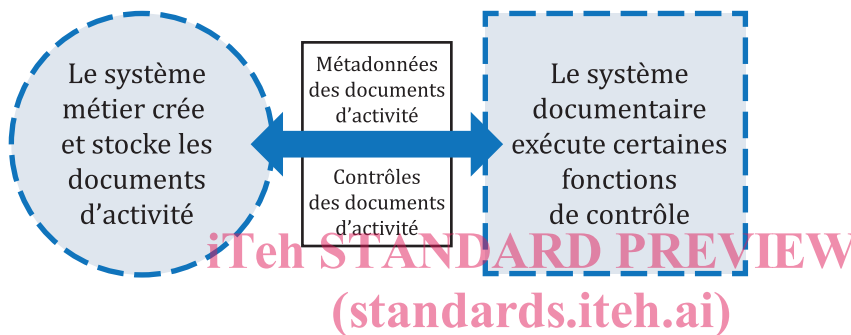 Le système
métier crée
et stocke les
documents
d'activité
Métadonnées
des documents
d'activité
Contrôles
des documents
d'activité
Le système
documentaire
exécute certaines
fonctions
de contrôle
iTeh STANDARD PREVIEW
(standards.iteh.ai)